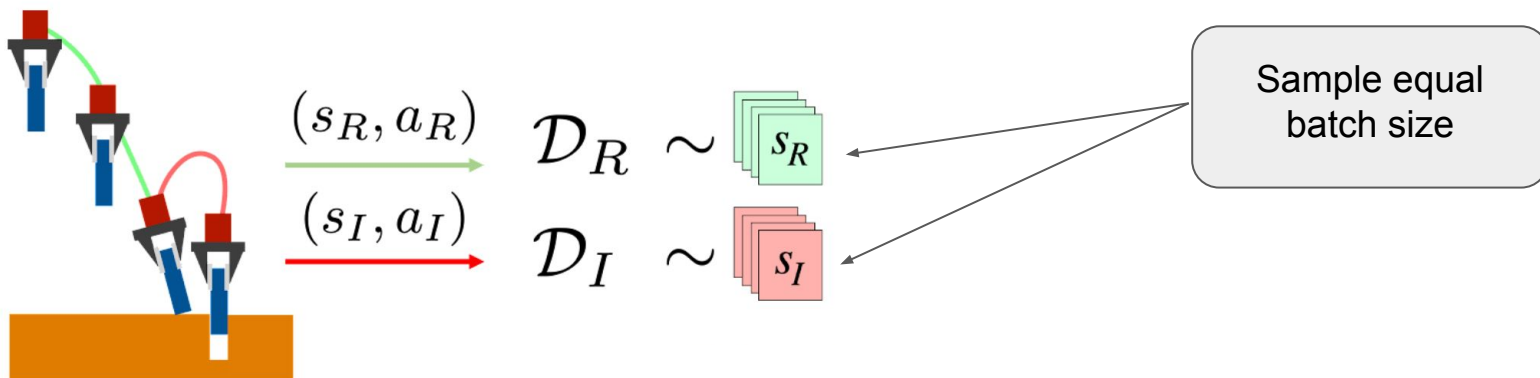 (s_R, a_R)
𝒟_R ∼ s_R
(s_I, a_I)
𝒟_I ∼ s_I
Sample equal
batch size